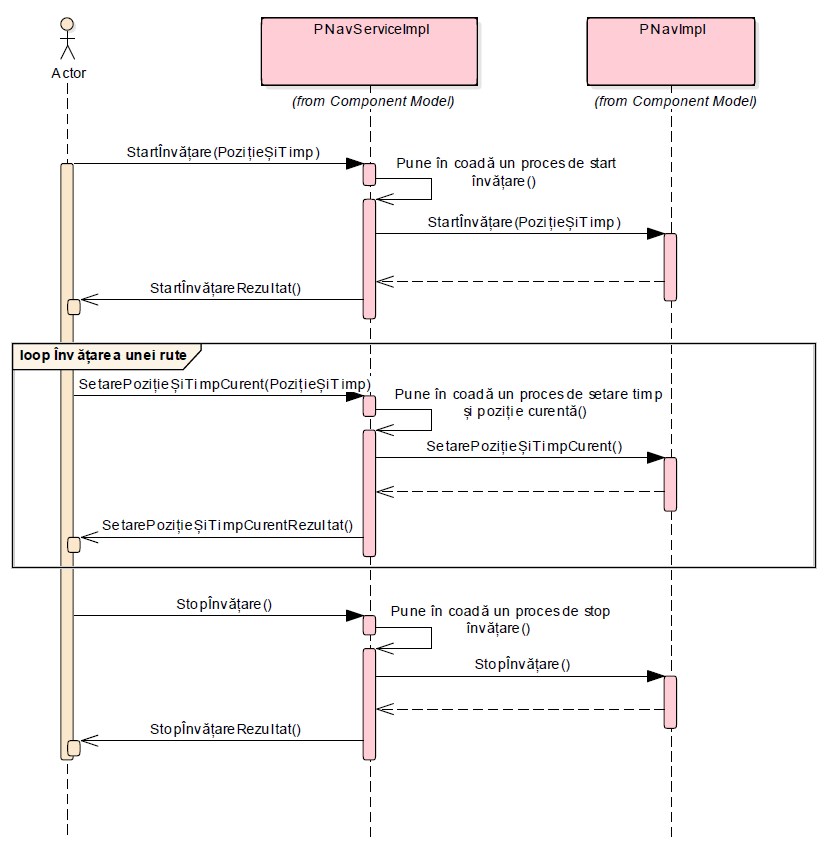 PNavServiceImpl
PNavImpl
Actor
(from Component Model)
(from Component Model)
StartÎnvățare(PozițieȘiTimp)
Pune în coadă un proces de start
învățare()
StartÎnvățare(PozițieȘiTimp)
StartÎnvățareRezultat()
loop Învățarea unei rute
SetarePozițieȘiTimpCurent(PozițieȘiTimp)
Pune în coadă un proces de setare timp
și poziție curentă()
SetarePozițieȘiTimpCurent()
SetarePozițieȘiTimpCurentRezultat()
StopÎnvățare()
Pune în coadă un proces de stop
învățare()
StopÎnvățare()
StopÎnvățareRezultat()